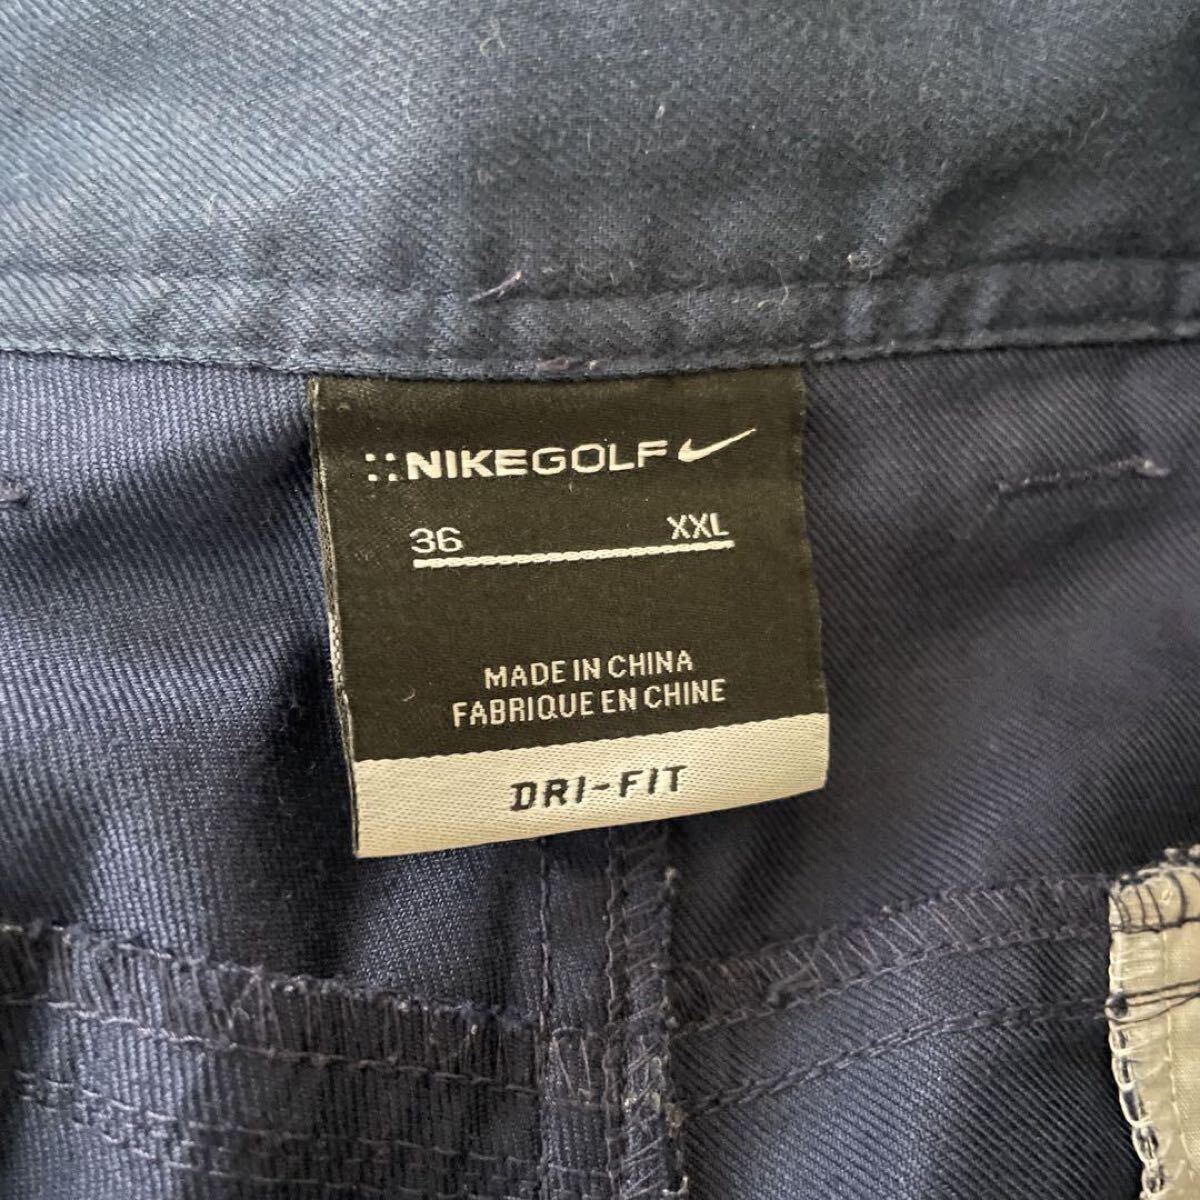 NIKEGOLF
36 XXL
MADE IN CHINA
FABRIQUE EN CHINE
DRI-FIT